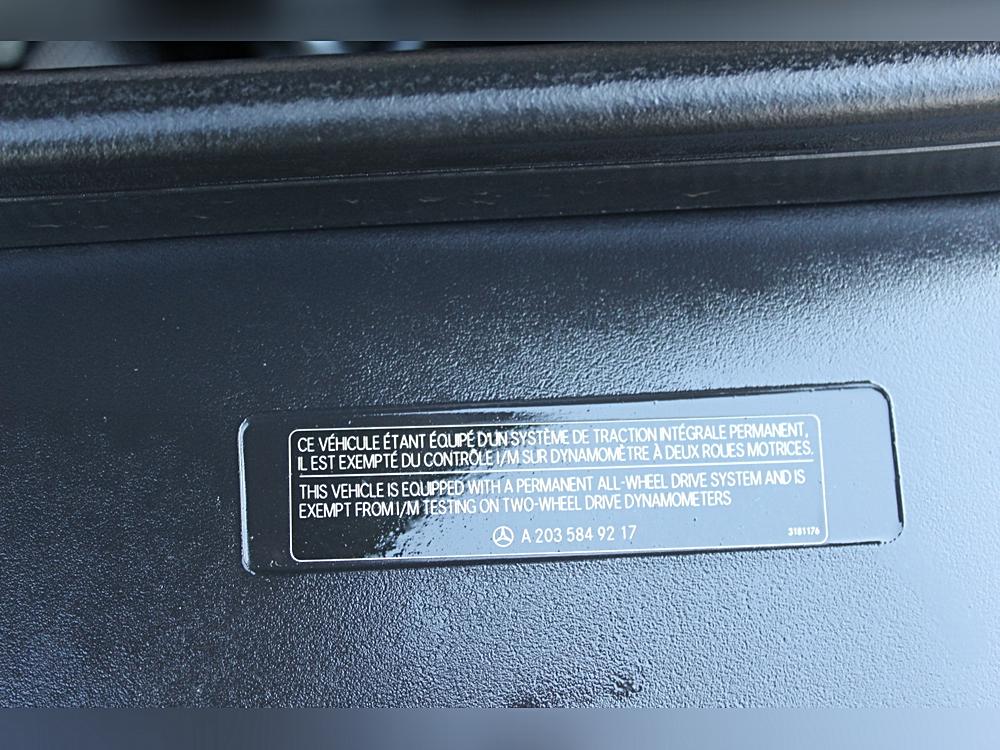 CE VÉHICULE ÉTANT ÉQUIPÉ D'UN SYSTÈME DE TRACTION INTÉGRALE PERMANENT,
IL EST EXEMPTÉ DU CONTRÔLE I/M SUR DYNAMOMÈTRE À DEUX ROUES MOTRICES.
THIS VEHICLE IS EQUIPPED WITH A PERMANENT ALL-WHEEL DRIVE SYSTEM AND IS
EXEMPT FROM I/M TESTING ON TWO-WHEEL DRIVE DYNAMOMETERS
A 203 584 92 17
3181176